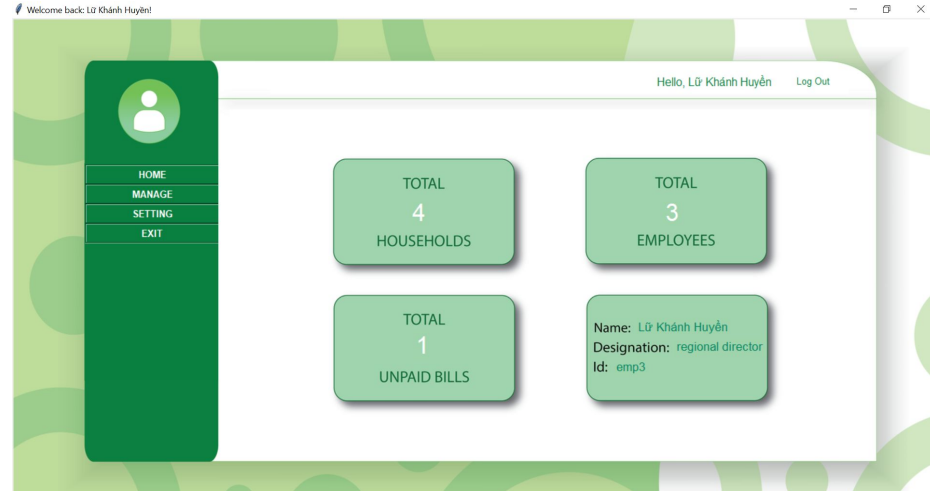 Welcome back: Lữ Khánh Huyền!
Hello, Lữ Khánh Huyền
Log Out
HOME
MANAGE
SETTING
EXIT
TOTAL
4
HOUSEHOLDS
TOTAL
3
EMPLOYEES
TOTAL
1
UNPAID BILLS
Name: Lữ Khánh Huyền
Designation: regional director
Id: emp3